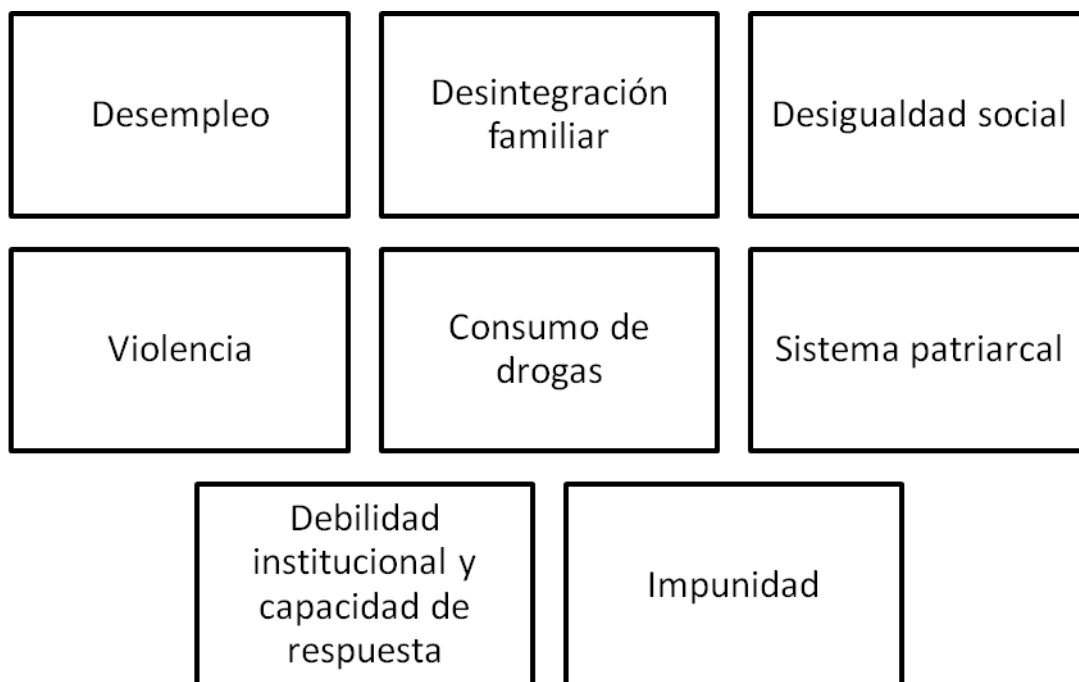 Desempleo
Desintegración
familiar
Desigualdad social
Violencia
Consumo de
drogas
Sistema patriarcal
Debilidad
institucional y
capacidad de
respuesta
Impunidad